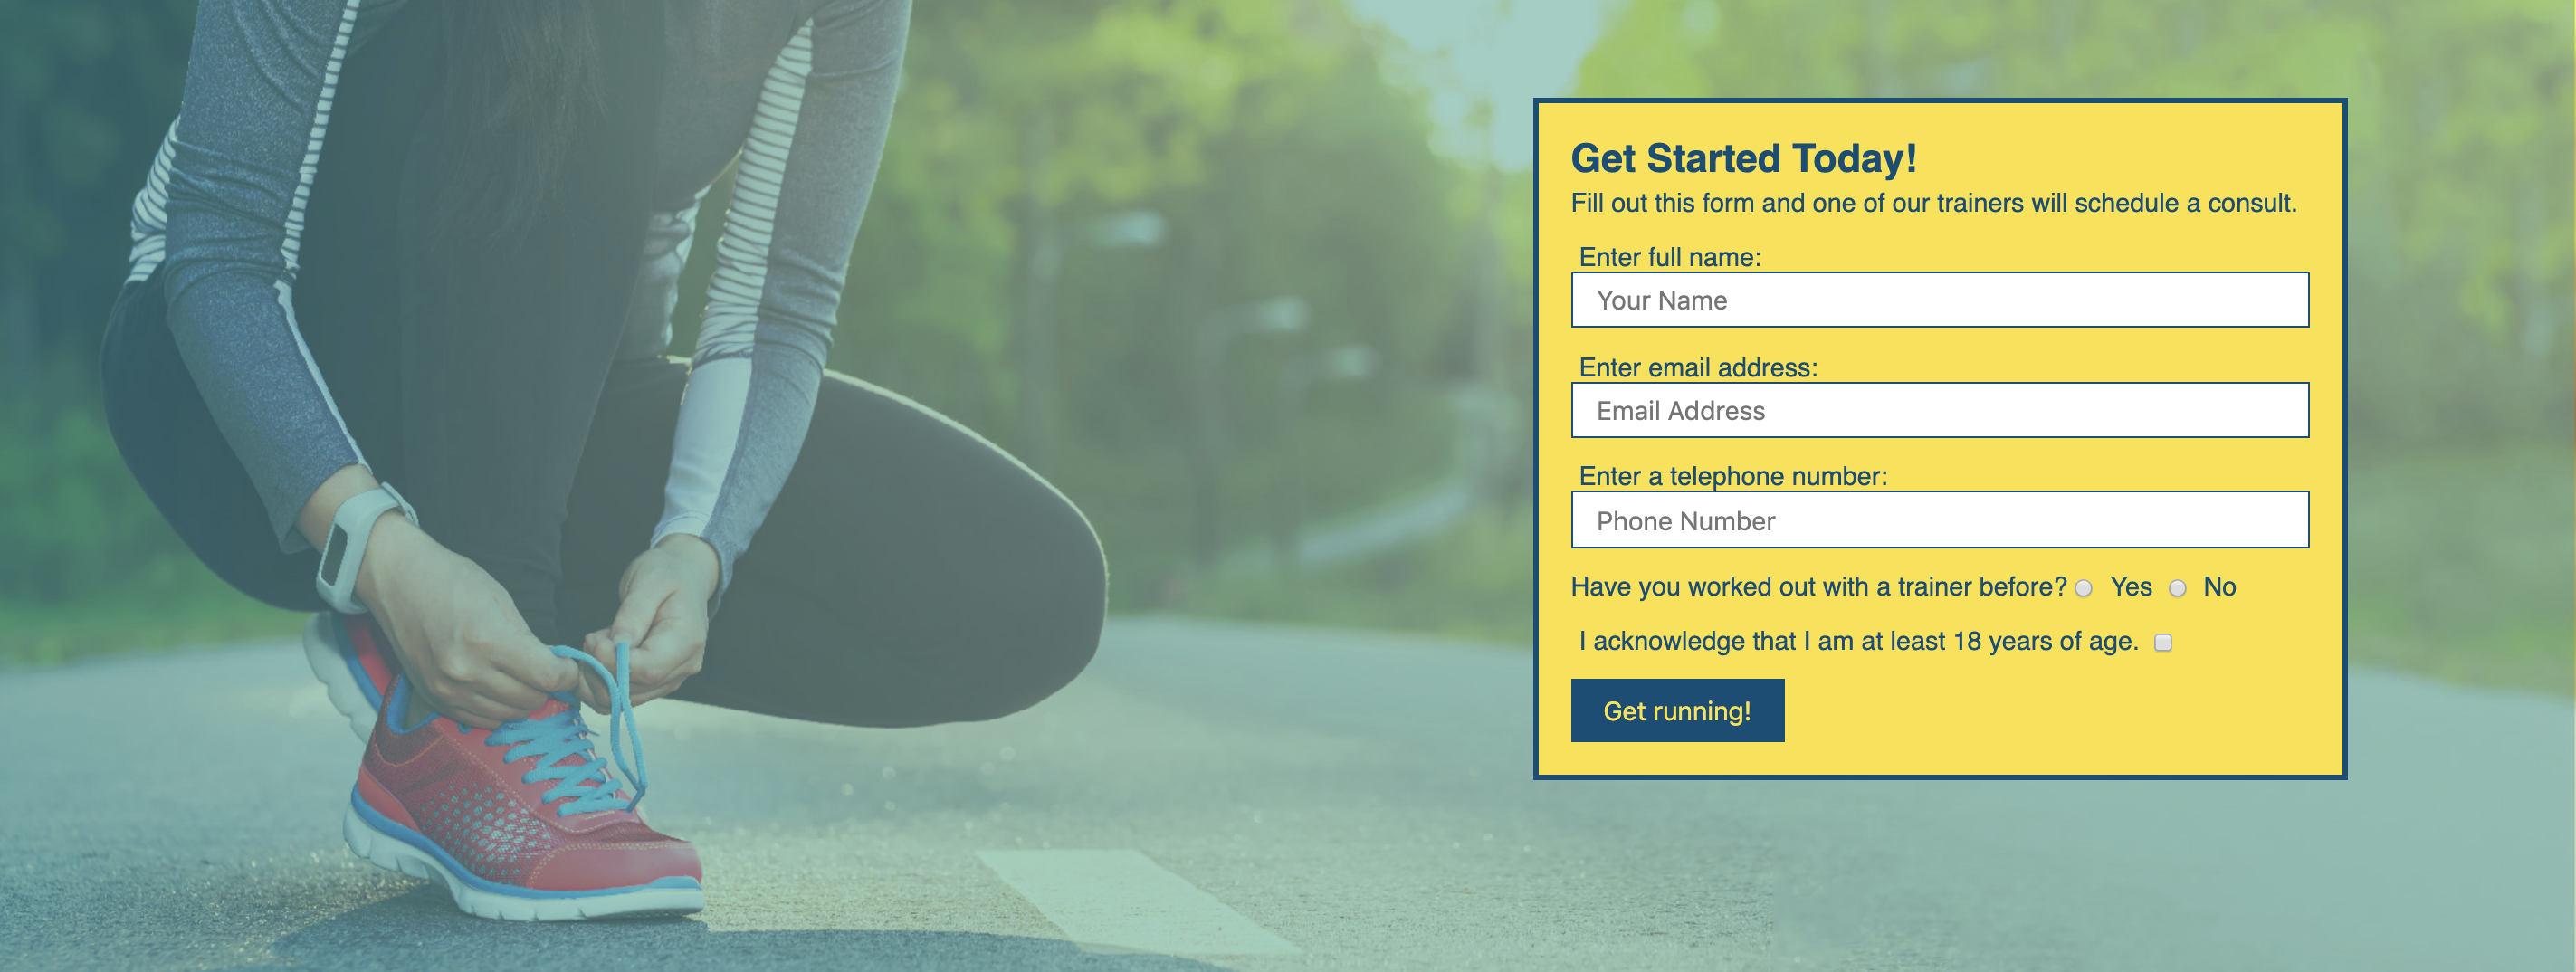 Get Started Today!
Fill out this form and one of our trainers will schedule a consult.
Enter full name:
Your Name
Enter email address:
Email Address
Enter a telephone number:
Phone Number
Have you worked out with a trainer before? Yes No
I acknowledge that I am at least 18 years of age.
Get running!